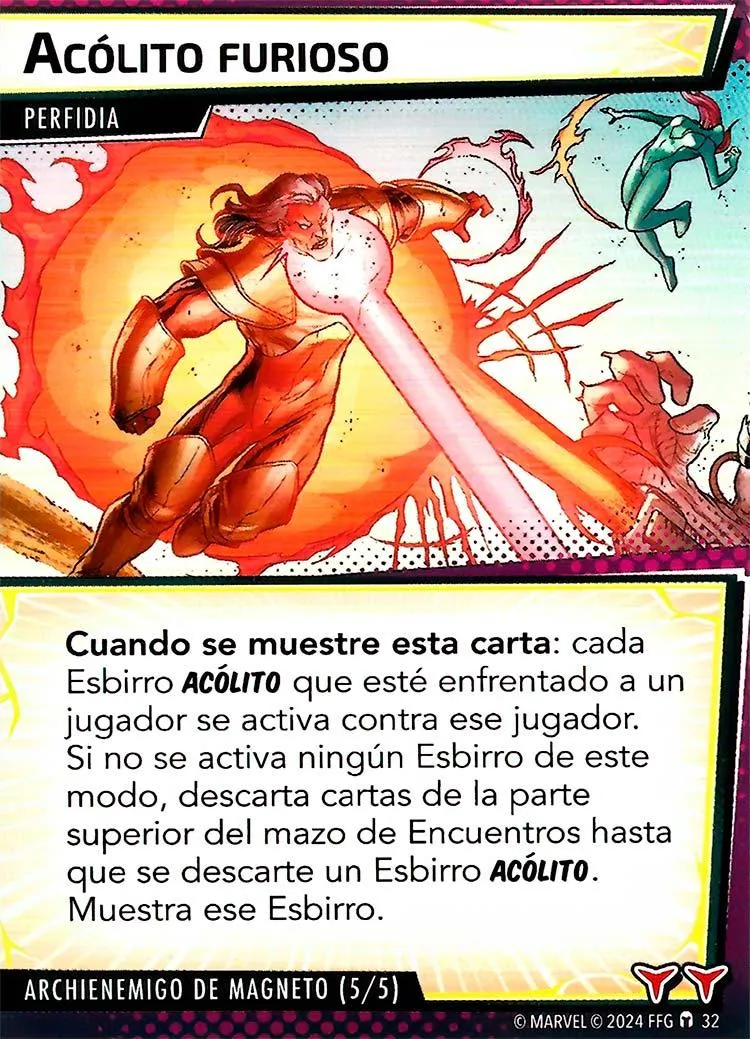 Acólito furioso
PERFIDIA
Cuando se muestre esta carta: cada
Esbirro ACÓLITO que esté enfrentado a un
jugador se activa contra ese jugador.
Si no se activa ningún Esbirro de este
modo, descarta cartas de la parte
superior del mazo de Encuentros hasta
que se descarte un Esbirro ACÓLITO.
Muestra ese Esbirro.
ARCHIENEMIGO DE MAGNETO (5/5)
© MARVEL © 2024 FFG 32